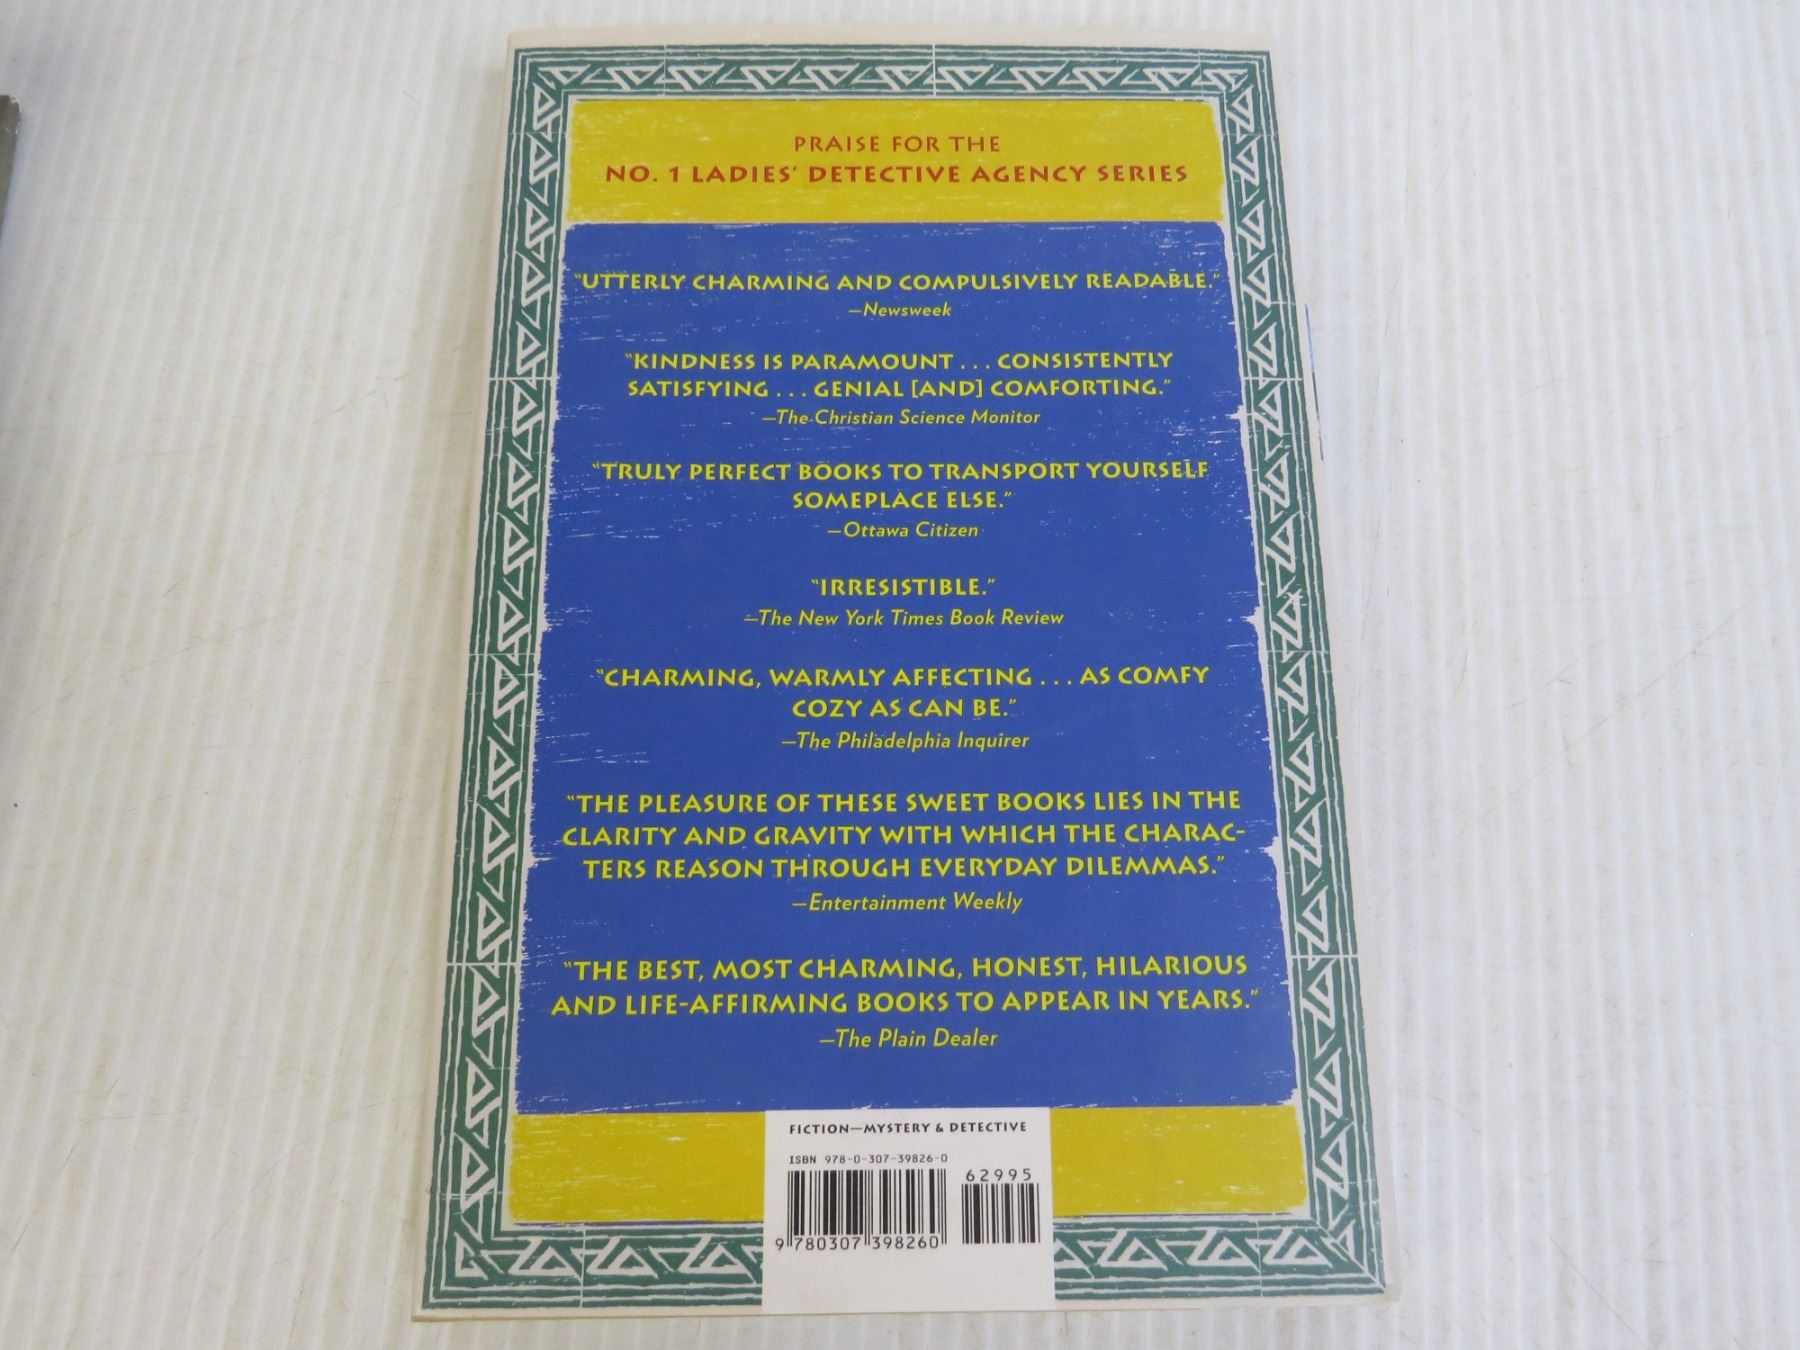 PRAISE FOR THE
NO. 1 LADIES' DETECTIVE AGENCY SERIES
"UTTERLY CHARMING AND COMPULSIVELY READABLE."
—Newsweek
"KINDNESS IS PARAMOUNT . . . CONSISTENTLY
SATISFYING . . . GENIAL [AND] COMFORTING."
—The Christian Science Monitor
"TRULY PERFECT BOOKS TO TRANSPORT YOURSELF
SOMEPLACE ELSE."
—Ottawa Citizen
"IRRESISTIBLE."
—The New York Times Book Review
"CHARMING, WARMLY AFFECTING . . . AS COMFY
COZY AS CAN BE."
—The Philadelphia Inquirer
"THE PLEASURE OF THESE SWEET BOOKS LIES IN THE
CLARITY AND GRAVITY WITH WHICH THE CHARAC-
TERS REASON THROUGH EVERYDAY DILEMMAS."
—Entertainment Weekly
"THE BEST, MOST CHARMING, HONEST, HILARIOUS
AND LIFE-AFFIRMING BOOKS TO APPEAR IN YEARS."
—The Plain Dealer
FICTION—MYSTERY & DETECTIVE
ISBN 978-0-307-39826-0
62995
9 780307 398260